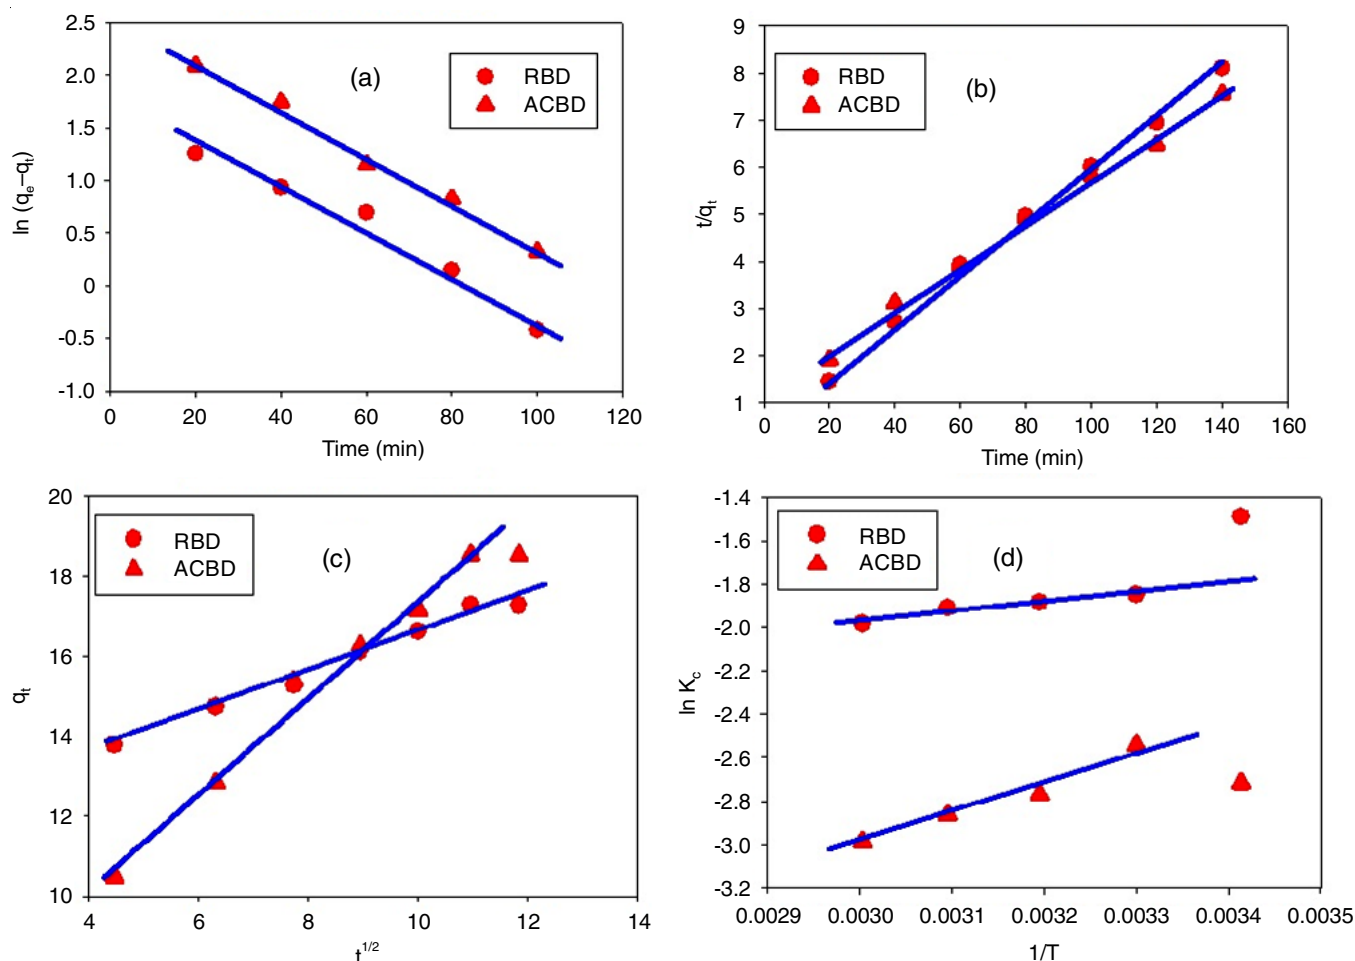 2.5
2.0
1.5
1.0
0.5
0
-0.5
-1.0
ln (qe–qt)
(a)
RBD
ACBD
0 20 40 60 80 100 120
Time (min)
9
8
7
6
5
4
3
2
1
t/qt
RBD
ACBD
(b)
0 20 40 60 80 100 120 140 160
Time (min)
20
18
16
14
12
10
qt
RBD
ACBD
(c)
4 6 8 10 12 14
t1/2
-1.4
-1.6
-1.8
-2.0
-2.2
-2.4
-2.6
-2.8
-3.0
-3.2
ln Kc
RBD
ACBD
(d)
0.0029 0.0030 0.0031 0.0032 0.0033 0.0034 0.0035
1/T